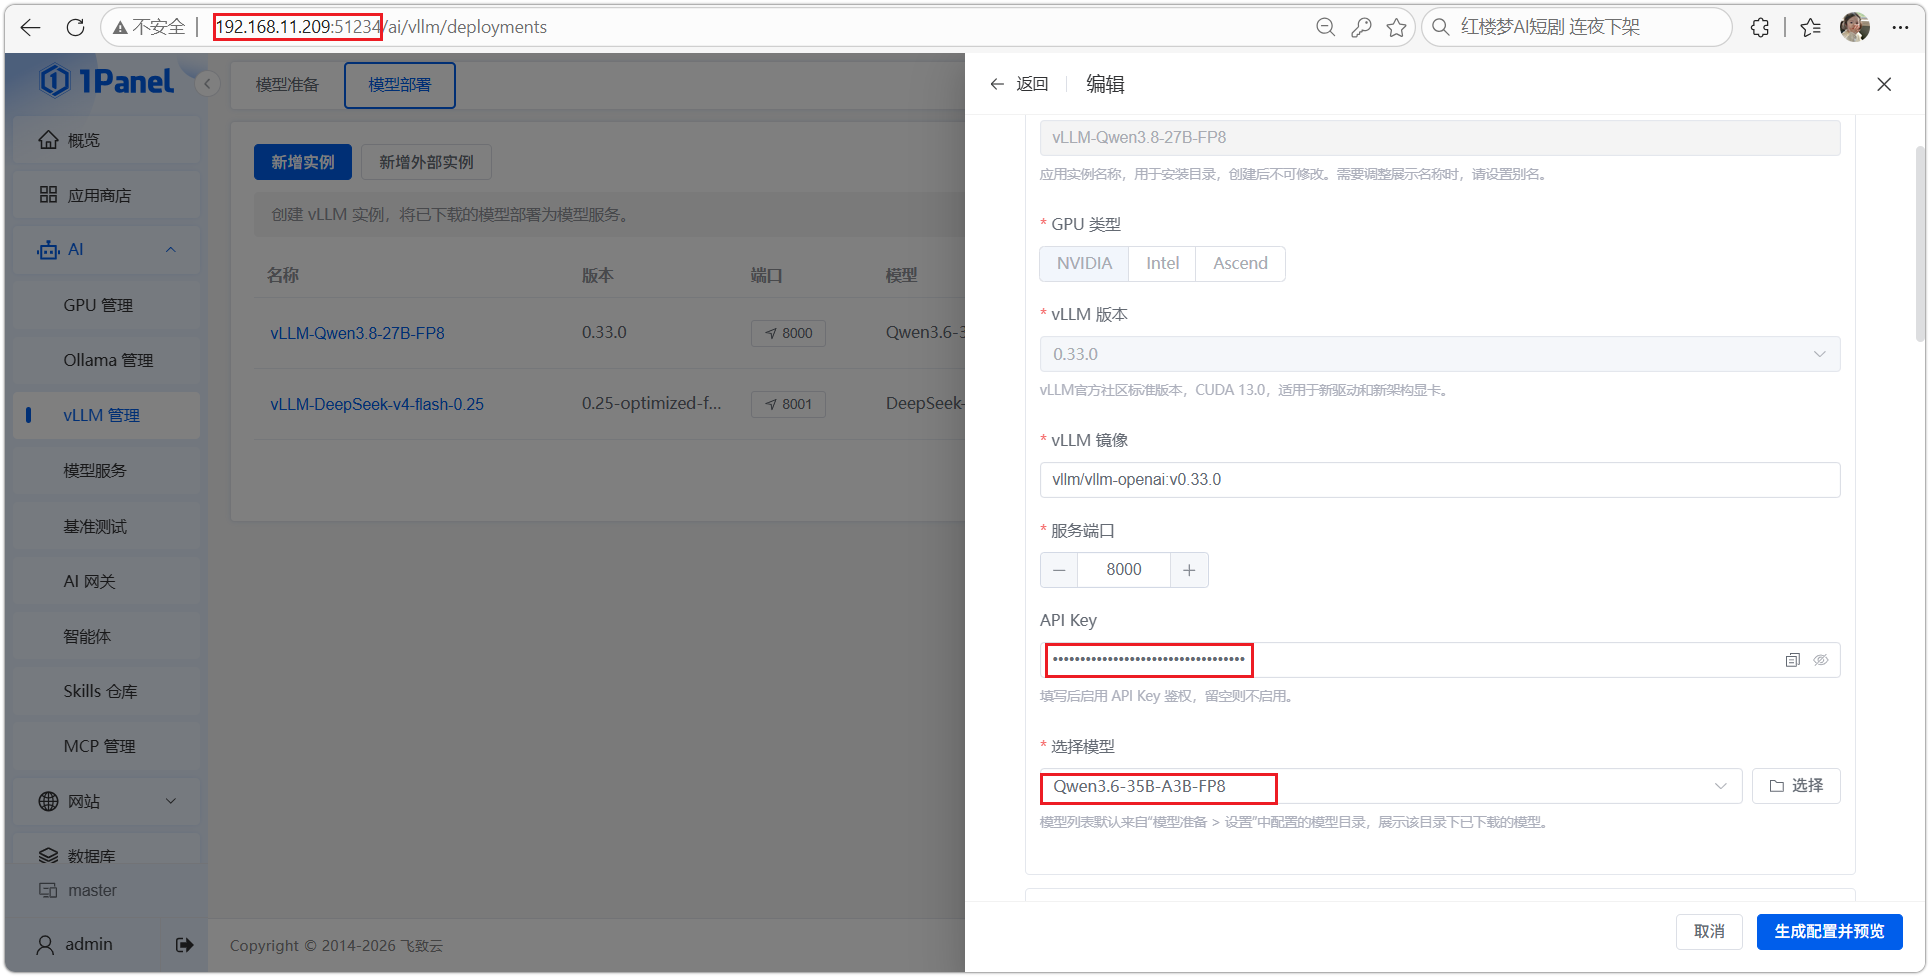 不安全
192.168.11.209:51234/ai/vllm/deployments
红楼梦AI短剧 连夜下架
1Panel
概览
应用商店
AI
GPU 管理
Ollama 管理
vLLM 管理
模型服务
基准测试
AI 网关
智能体
Skills 仓库
MCP 管理
网站
数据库
master
admin
模型准备
模型部署
新增实例
新增外部实例
创建 vLLM 实例，将已下载的模型部署为模型服务。
名称 版本 端口 模型
vLLM-Qwen3.8-27B-FP8 0.33.0 8000 Qwen3.6-3
vLLM-DeepSeek-v4-flash-0.25 0.25-optimized-f... 8001 DeepSeek-
Copyright © 2014-2026 飞致云
返回
编辑
vLLM-Qwen3.8-27B-FP8
应用实例名称，用于安装目录，创建后不可修改。需要调整展示名称时，请设置别名。
* GPU 类型
NVIDIA Intel Ascend
* vLLM 版本
0.33.0
vLLM官方社区标准版本，CUDA 13.0，适用于新驱动和新架构显卡。
* vLLM 镜像
vllm/vllm-openai:v0.33.0
* 服务端口
8000
API Key
填写后启用 API Key 鉴权，留空则不启用。
* 选择模型
Qwen3.6-35B-A3B-FP8
选择
模型列表默认来自“模型准备 > 设置”中配置的模型目录，展示该目录下已下载的模型。
取消
生成配置并预览